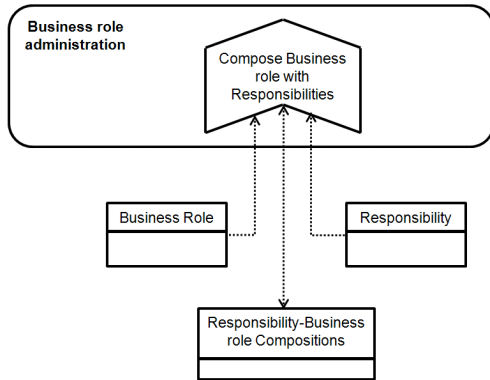 Business role
administration
Compose Business
role with
Responsibilities
Business Role
Responsibility
Responsibility-Business
role Compositions